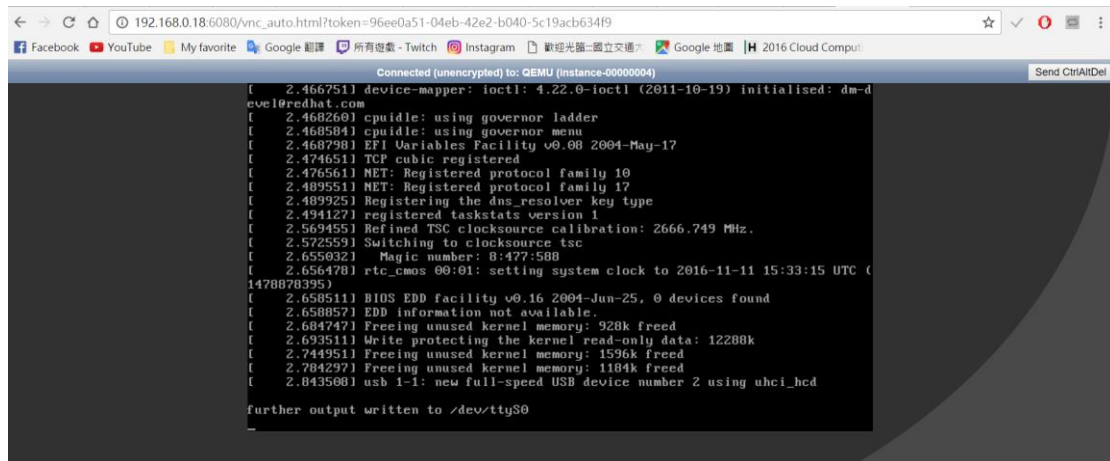 192.168.0.18:6080/vnc_auto.html?token=96ee0a51-04eb-42e2-b040-5c19acb634f9
Facebook YouTube My favorite Google 翻譯 所有遊戲 - Twitch Instagram 歡迎光臨:::國立交通 Google 地圖 2016 Cloud Comput
Connected (unencrypted) to: QEMU (instance-00000004)
Send CtrlAltDel
[    2.466751] device-mapper: ioctl: 4.22.0-ioctl (2011-10-19) initialised: dm-d
evel@redhat.com
[    2.468260] cpuidle: using governor ladder
[    2.468584] cpuidle: using governor menu
[    2.468798] EFI Variables Facility v0.08 2004-May-17
[    2.474651] TCP cubic registered
[    2.476561] NET: Registered protocol family 10
[    2.489551] NET: Registered protocol family 17
[    2.489925] Registering the dns_resolver key type
[    2.494127] registered taskstats version 1
[    2.569455] Refined TSC clocksource calibration: 2666.749 MHz.
[    2.572559] Switching to clocksource tsc
[    2.655032]   Magic number: 8:477:588
[    2.656478] rtc_cmos 00:01: setting system clock to 2016-11-11 15:33:15 UTC (
1478878395)
[    2.658511] BIOS EDD facility v0.16 2004-Jun-25, 0 devices found
[    2.658857] EDD information not available.
[    2.684747] Freeing unused kernel memory: 928k freed
[    2.693511] Write protecting the kernel read-only data: 12288k
[    2.744951] Freeing unused kernel memory: 1596k freed
[    2.784297] Freeing unused kernel memory: 1184k freed
[    2.843508] usb 1-1: new full-speed USB device number 2 using uhci_hcd
further output written to /dev/ttyS0